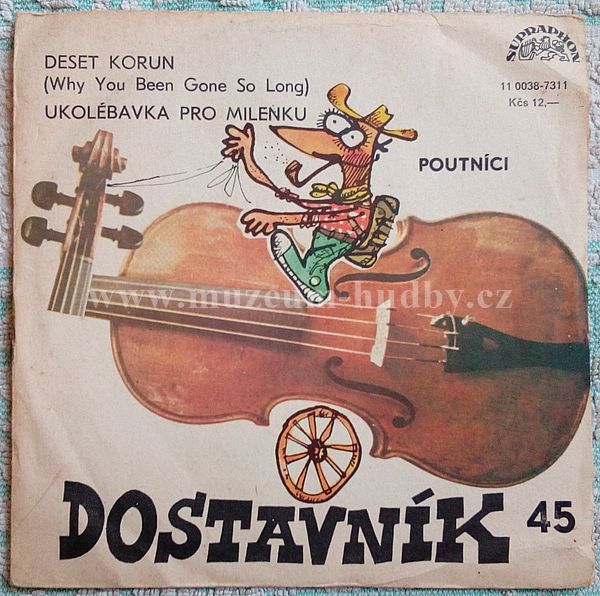 DESET KORUN
(Why You Been Gone So Long)
UKOLÉBAVKA PRO MILENKU
SUPRAPHON
11 0038-7311
Kčs 12,—
POUTNÍCI
www.muzeum-hudby.cz
DOSTAVNÍK 45